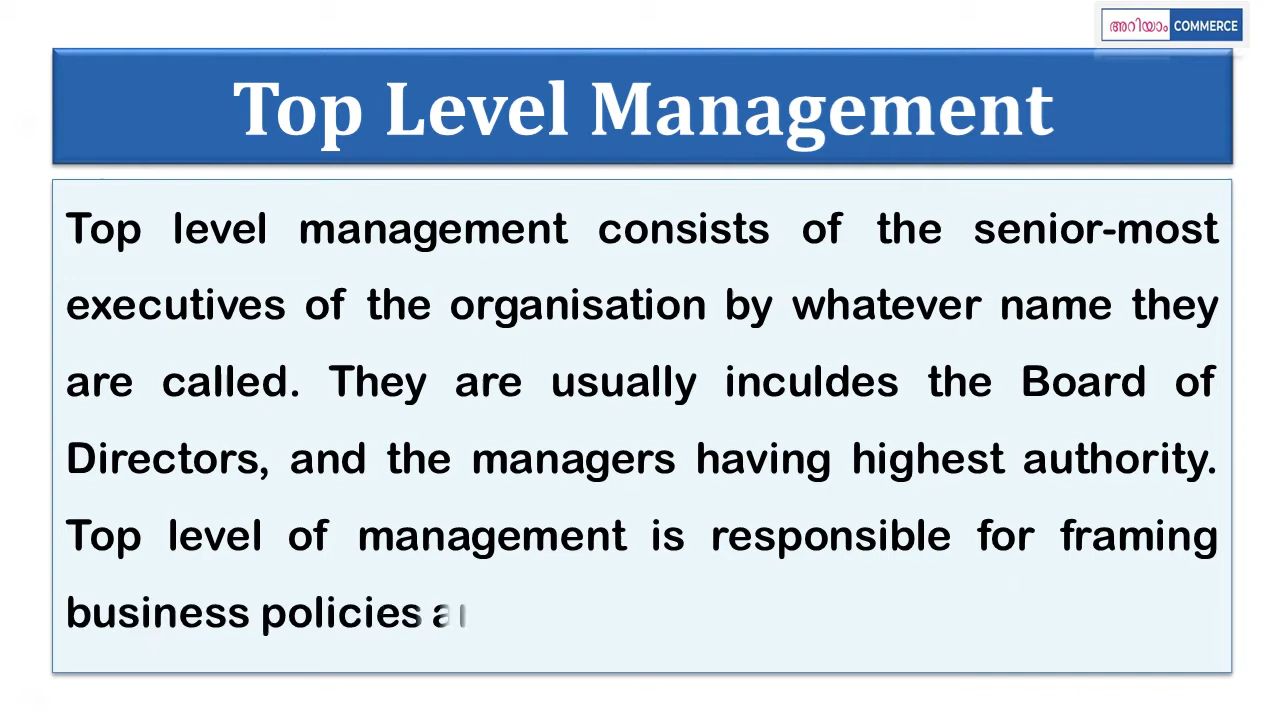 അറിയാം COMMERCE
Top Level Management
Top level management consists of the senior-most
executives of the organisation by whatever name they
are called. They are usually inculdes the Board of
Directors, and the managers having highest authority.
Top level of management is responsible for framing
business policies